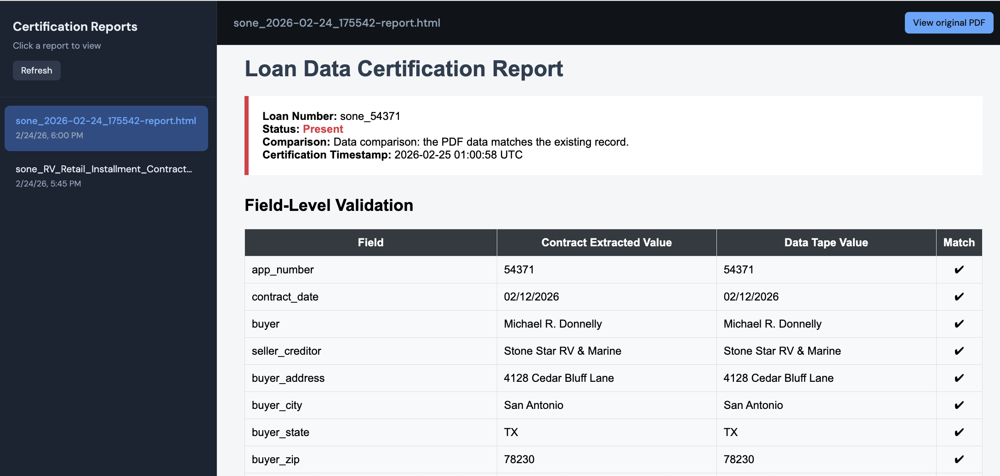 Certification Reports
Click a report to view
Refresh
sone_2026-02-24_175542-report.html
2/24/26, 6:00 PM
sone_RV_Retail_Installment_Contract...
2/24/26, 5:45 PM
sone_2026-02-24_175542-report.html
View original PDF
Loan Data Certification Report
Loan Number: sone_54371
Status: Present
Comparison: Data comparison: the PDF data matches the existing record.
Certification Timestamp: 2026-02-25 01:00:58 UTC
Field-Level Validation
Field Contract Extracted Value Data Tape Value Match
app_number 54371 54371 ✔
contract_date 02/12/2026 02/12/2026 ✔
buyer Michael R. Donnelly Michael R. Donnelly ✔
seller_creditor Stone Star RV & Marine Stone Star RV & Marine ✔
buyer_address 4128 Cedar Bluff Lane 4128 Cedar Bluff Lane ✔
buyer_city San Antonio San Antonio ✔
buyer_state TX TX ✔
buyer_zip 78230 78230 ✔